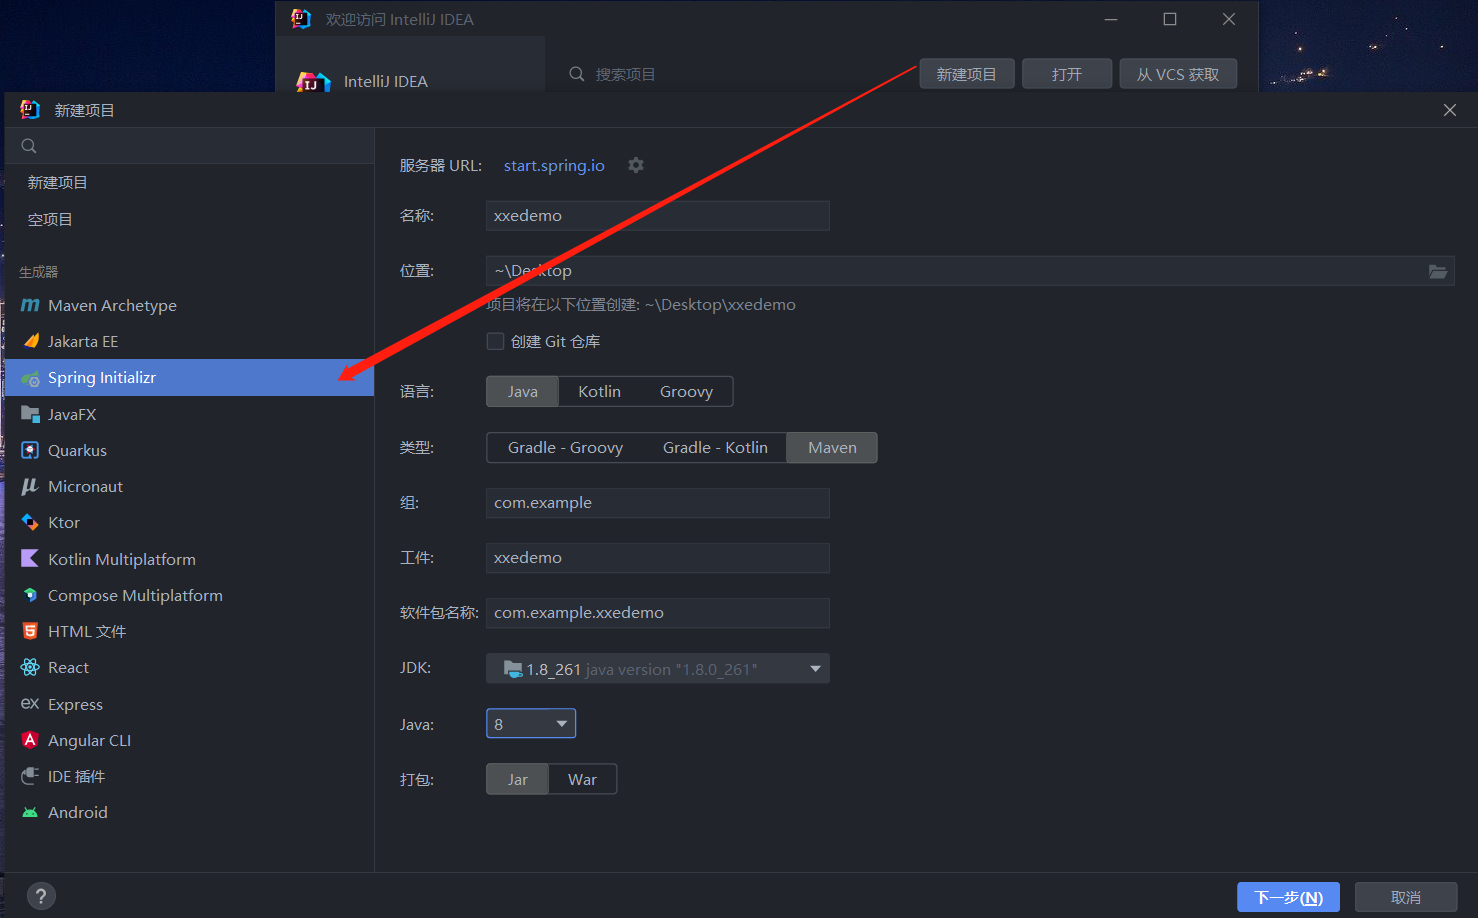 欢迎访问 IntelliJ IDEA
IntelliJ IDEA
搜索项目
新建项目
打开
从 VCS 获取
新建项目
新建项目
空项目
生成器
Maven Archetype
Jakarta EE
Spring Initializr
JavaFX
Quarkus
Micronaut
Ktor
Kotlin Multiplatform
Compose Multiplatform
HTML 文件
React
Express
Angular CLI
IDE 插件
Android
服务器 URL: start.spring.io
名称: xxedemo
位置: ~\Desktop
项目将在以下位置创建: ~\Desktop\xxedemo
创建 Git 仓库
语言: Java Kotlin Groovy
类型: Gradle - Groovy Gradle - Kotlin Maven
组: com.example
工件: xxedemo
软件包名称: com.example.xxedemo
JDK: 1.8_261 java version "1.8.0_261"
Java: 8
打包: Jar War
?
下一步(N)
取消